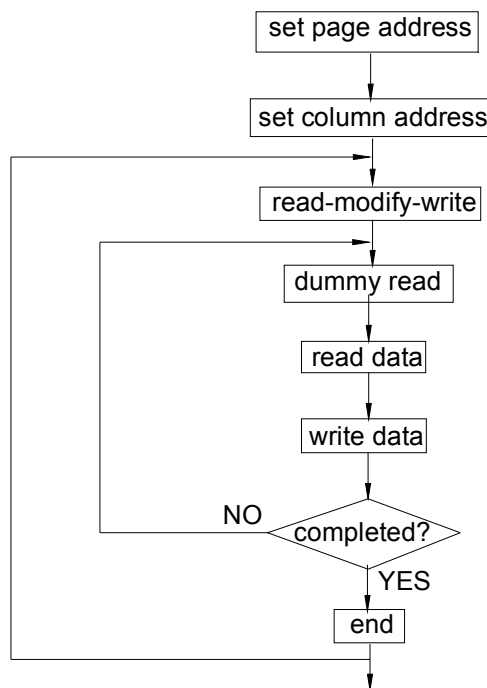 set page address
set column address
read-modify-write
dummy read
read data
write data
NO
completed?
YES
end